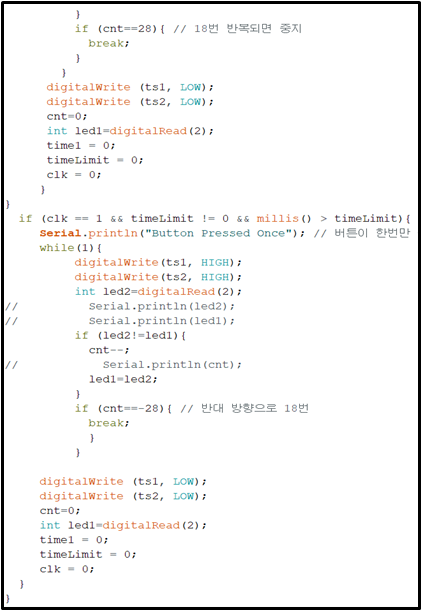 }
if (cnt==28){ // 18번 반복되면 중지
break;
}
}
digitalWrite (ts1, LOW);
digitalWrite (ts2, LOW);
cnt=0;
int led1=digitalRead(2);
time1 = 0;
timeLimit = 0;
clk = 0;
}
}
if (clk == 1 && timeLimit != 0 && millis() > timeLimit){
Serial.println("Button Pressed Once"); // 버튼이 한번만
while(1){
digitalWrite(ts1, HIGH);
digitalWrite(ts2, HIGH);
int led2=digitalRead(2);
// Serial.println(led2);
// Serial.println(led1);
if (led2!=led1){
cnt--;
// Serial.println(cnt);
led1=led2;
}
if (cnt==-28){ // 반대 방향으로 18번
break;
}
}
digitalWrite (ts1, LOW);
digitalWrite (ts2, LOW);
cnt=0;
int led1=digitalRead(2);
time1 = 0;
timeLimit = 0;
clk = 0;
}
}